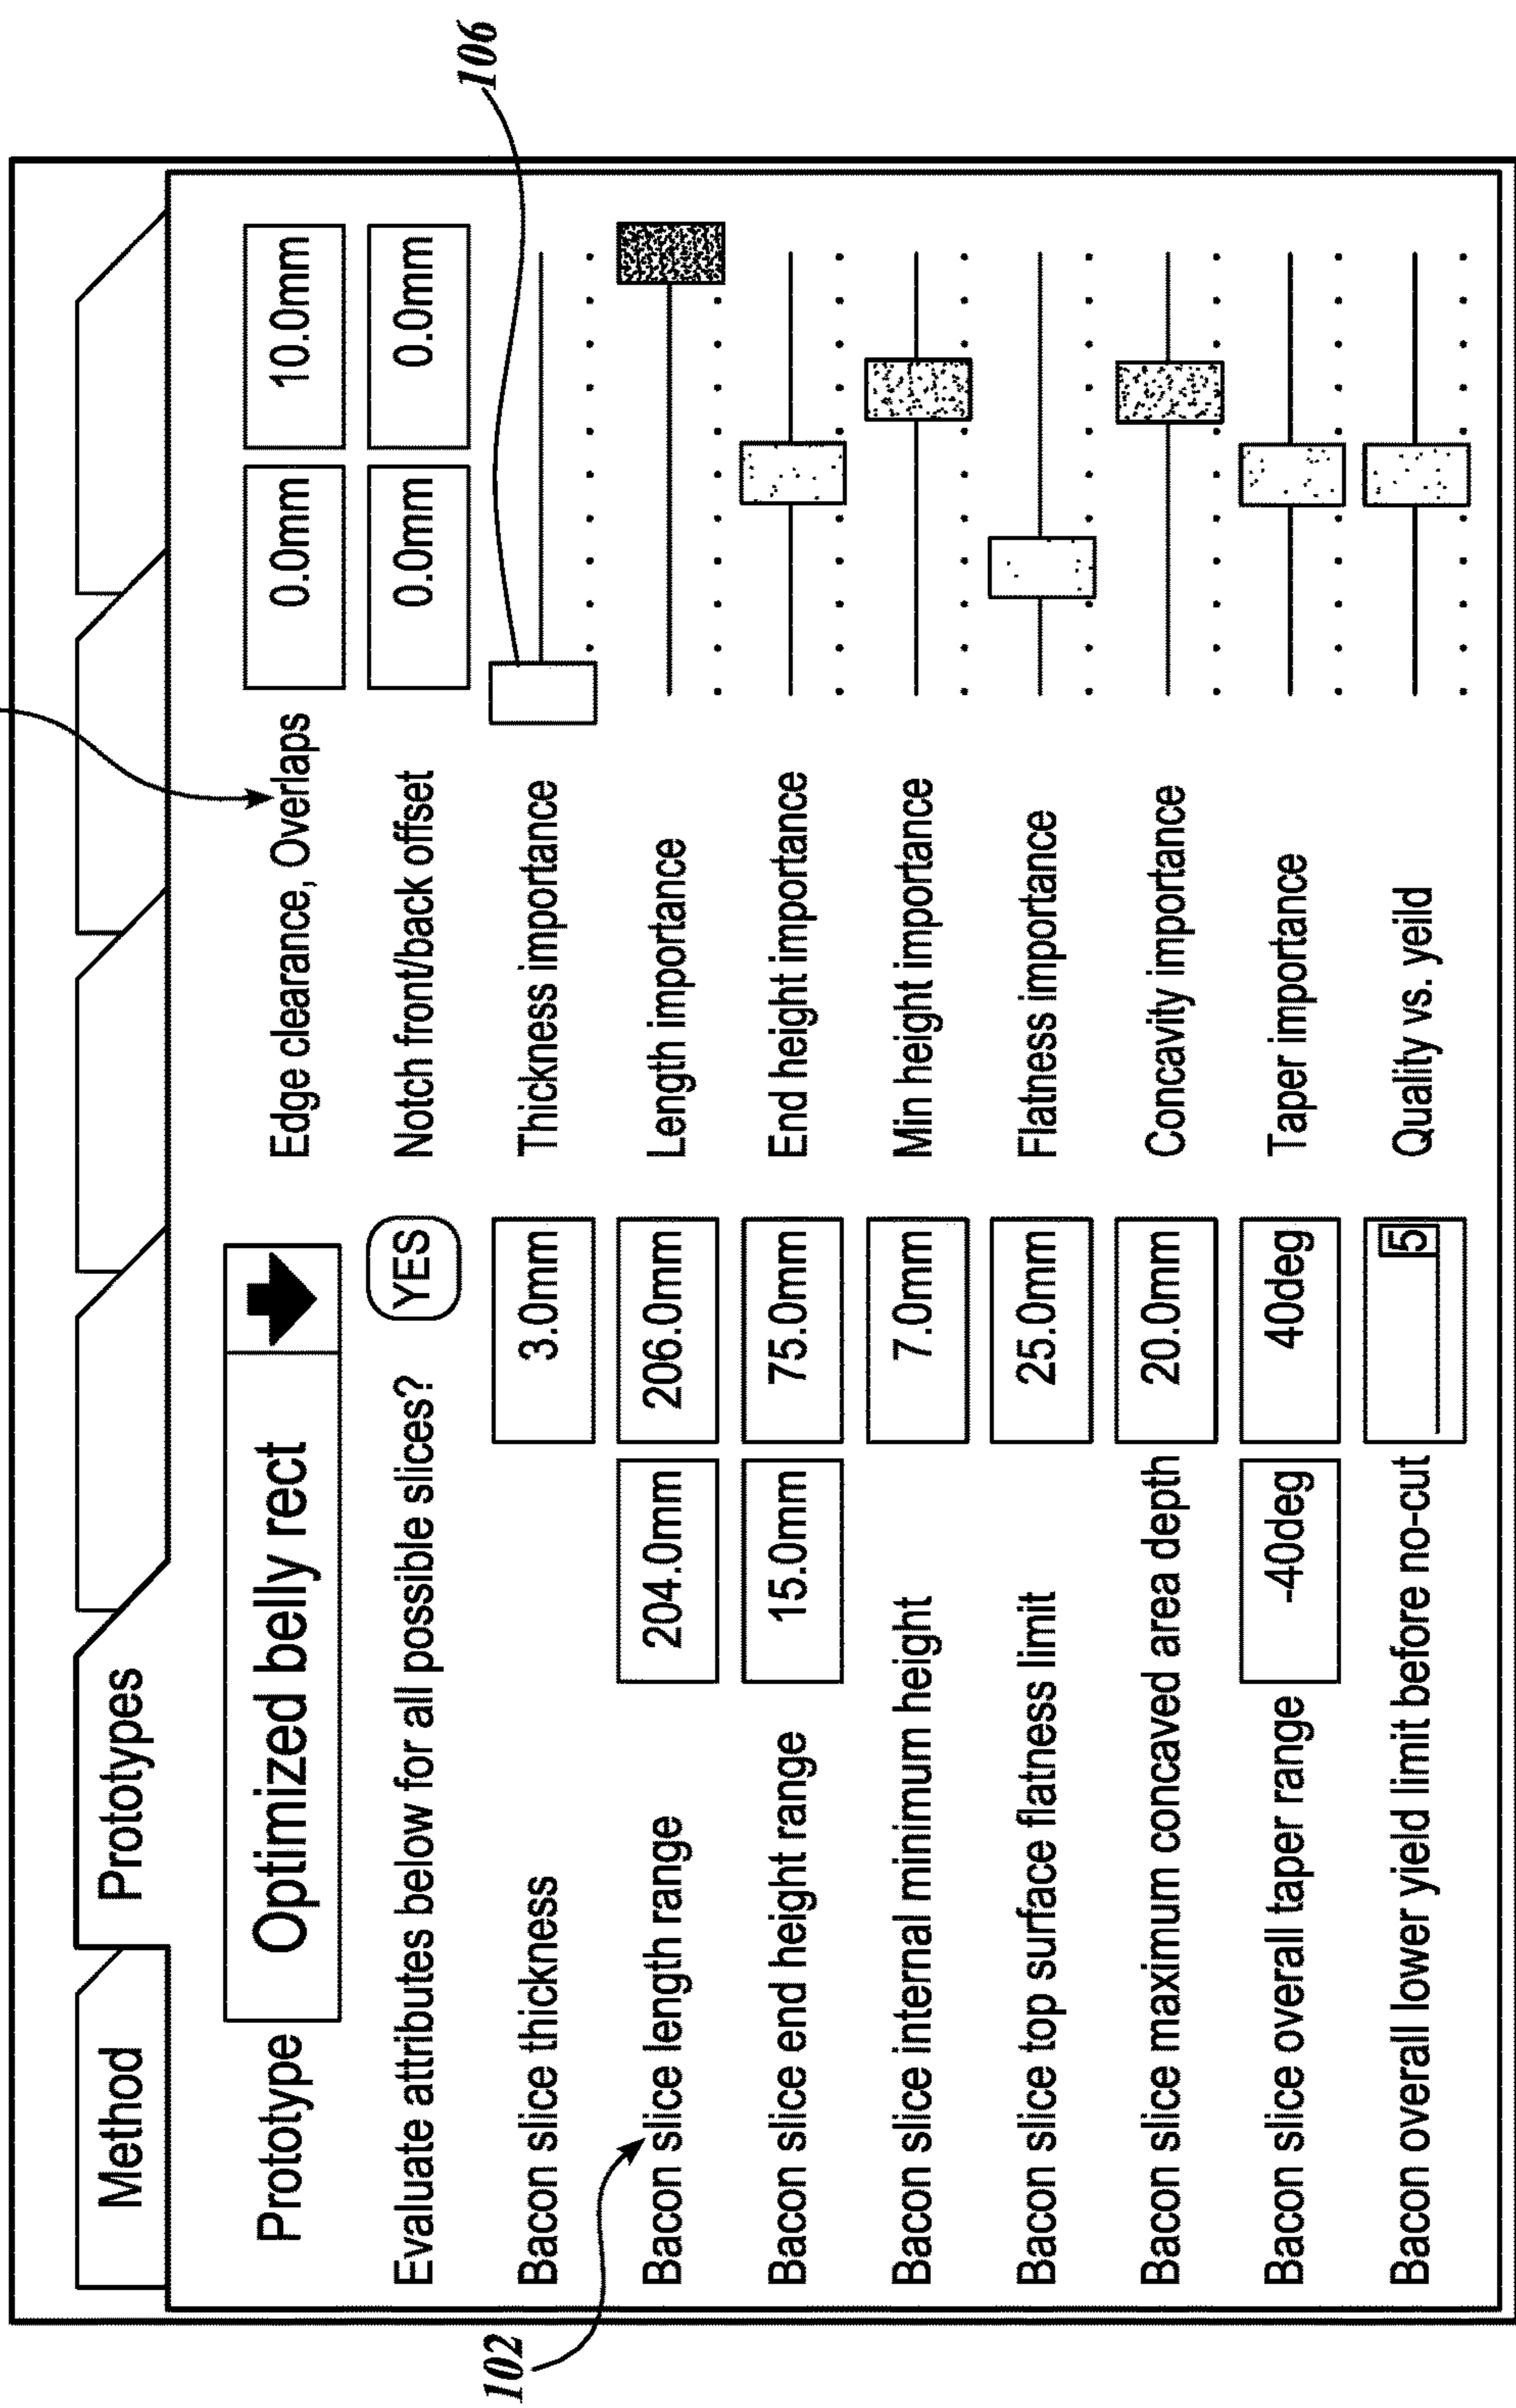 106
Method Prototypes
Prototype Optimized belly rect Edge clearance, Overlaps 0.0mm 10.0mm
Evaluate attributes below for all possible slices? YES Notch front/back offset 0.0mm 0.0mm
Bacon slice thickness 3.0mm Thickness importance
Bacon slice length range 204.0mm 206.0mm Length importance
Bacon slice end height range 15.0mm 75.0mm End height importance
Bacon slice internal minimum height 7.0mm Min height importance
Bacon slice top surface flatness limit 25.0mm Flatness importance
Bacon slice maximum concaved area depth 20.0mm Concavity importance
Bacon slice overall taper range -40deg 40deg Taper importance
Bacon overall lower yield limit before no-cut 5 Quality vs. yeild
102